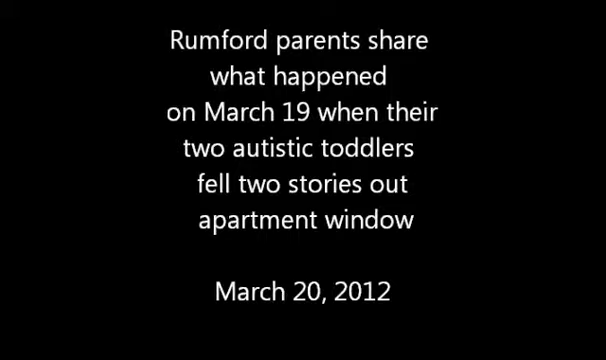 Rumford parents share
what happened
on March 19 when their
two autistic toddlers
fell two stories out
apartment window
March 20, 2012